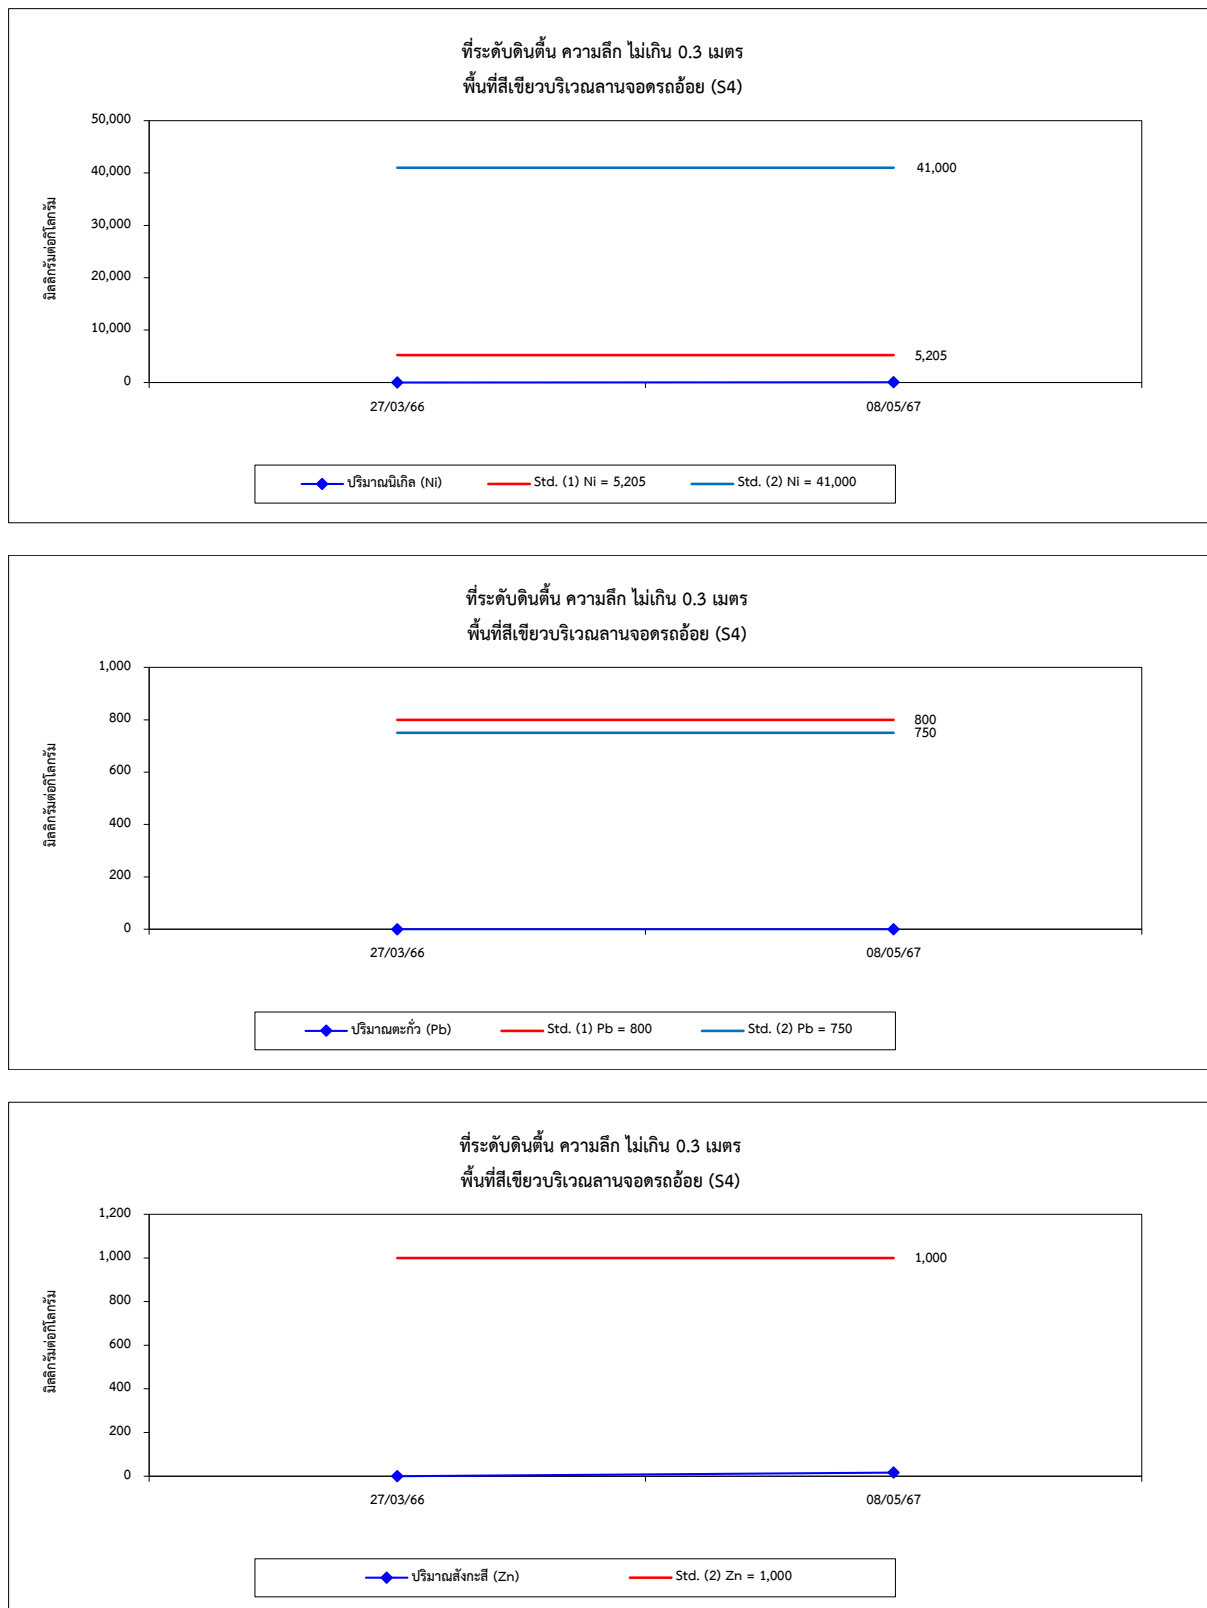 ที่ระดับดินตื้น ความลึก ไม่เกิน 0.3 เมตร
พื้นที่สีเขียวบริเวณลานจอดรถอ้อย (S4)
มิลลิกรัมต่อกิโลกรัม
50,000
40,000
30,000
20,000
10,000
0
41,000
5,205
27/03/66 08/05/67
ปริมาณนิเกิล (Ni) Std. (1) Ni = 5,205 Std. (2) Ni = 41,000
ที่ระดับดินตื้น ความลึก ไม่เกิน 0.3 เมตร
พื้นที่สีเขียวบริเวณลานจอดรถอ้อย (S4)
มิลลิกรัมต่อกิโลกรัม
1,000
800
600
400
200
0
800
750
27/03/66 08/05/67
ปริมาณตะกั่ว (Pb) Std. (1) Pb = 800 Std. (2) Pb = 750
ที่ระดับดินตื้น ความลึก ไม่เกิน 0.3 เมตร
พื้นที่สีเขียวบริเวณลานจอดรถอ้อย (S4)
มิลลิกรัมต่อกิโลกรัม
1,200
1,000
800
600
400
200
0
1,000
27/03/66 08/05/67
ปริมาณสังกะสี (Zn) Std. (2) Zn = 1,000